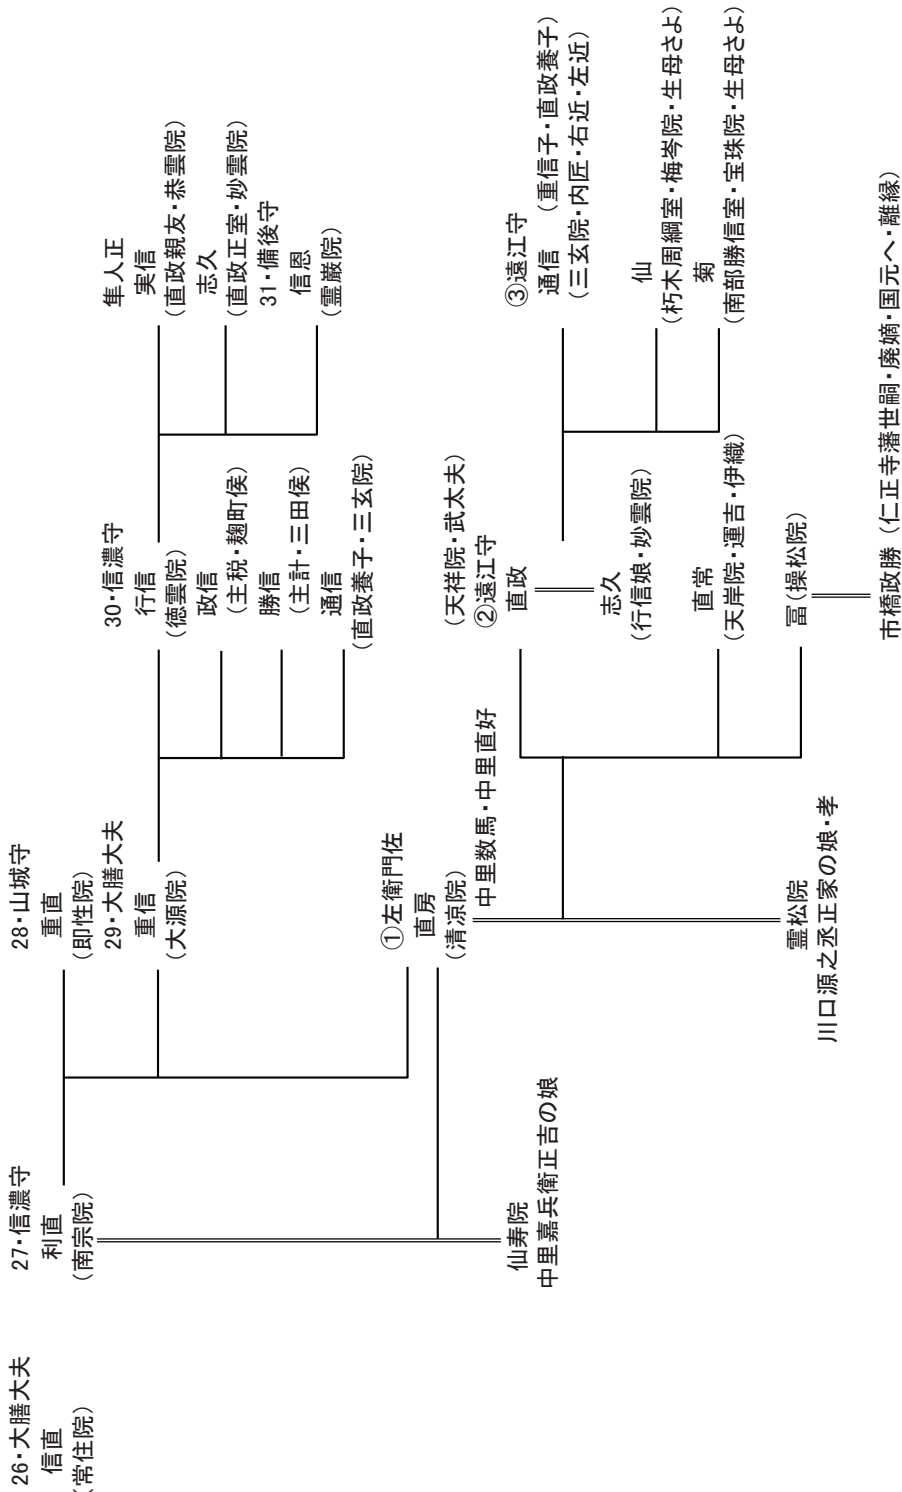 26・大膳大夫
信直
(常住院)
27・信濃守
利直
(南宗院)
28・山城守
重直
(即性院)
29・大膳大夫
重信
(大源院)
30・信濃守
行信
(徳雲院)
政信
(主税・麹町侯)
勝信
(主計・三田侯)
通信
(直政養子・三玄院)
隼人正
実信
(直政親友・恭雲院)
志久
(直政正室・妙雲院)
31・備後守
信恩
(霊巌院)
仙寿院
中里嘉兵衛正吉の娘
①左衛門佐
直房
(清凉院)
中里数馬・中里直好
霊松院
川口源之丞正家の娘・孝
(天祥院・武太夫)
②遠江守
直政
志久
(行信娘・妙雲院)
直常
(天岸院・運吉・伊織)
冨(操松院)
市橋政勝(仁正寺藩世嗣・廃嫡・国元へ・離縁)
③遠江守
通信 (重信子・直政養子)
(三玄院・内匠・右近・左近)
仙
(朽木周綱室・梅岑院・生母さよ)
菊
(南部勝信室・宝珠院・生母さよ)